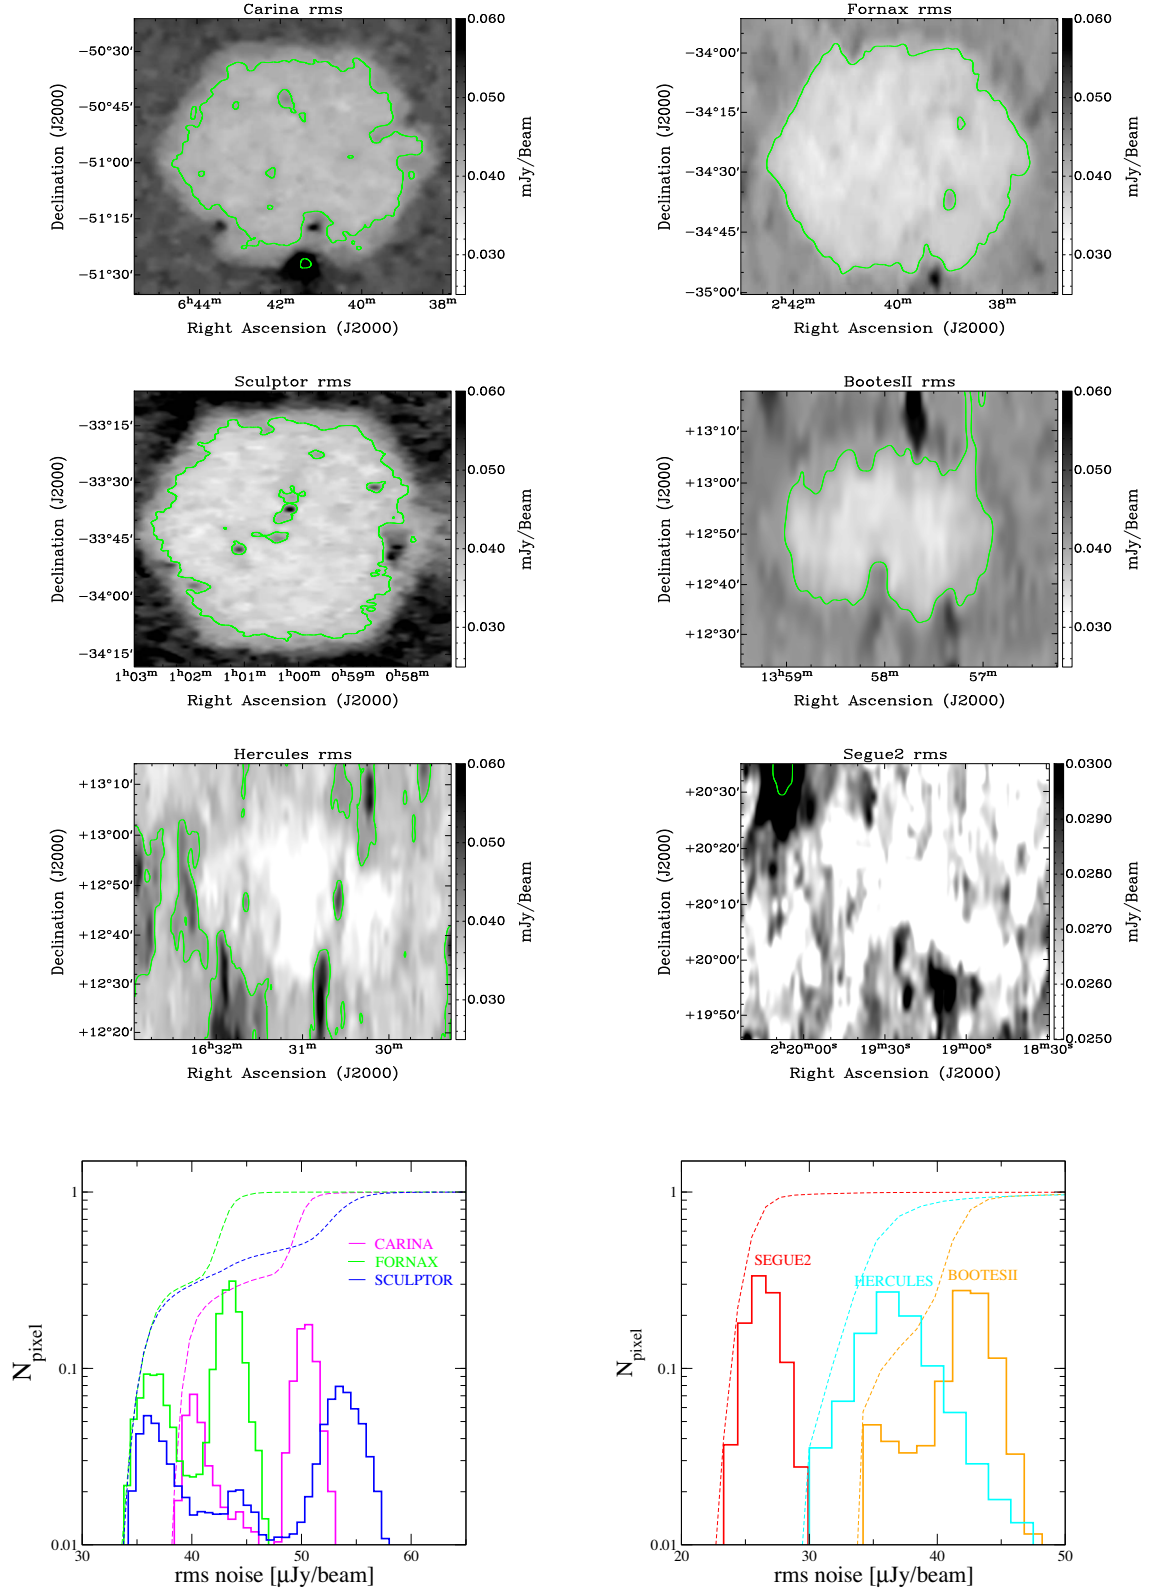 Carina rms
0.060
0.050
0.040
0.030
mJy/Beam
−50°30′
−50°45′
−51°00′
−51°15′
−51°30′
Declination (J2000)
6ʰ44ᵐ 42ᵐ 40ᵐ 38ᵐ
Right Ascension (J2000)
Fornax rms
0.060
0.050
0.040
0.030
mJy/Beam
−34°00′
−34°15′
−34°30′
−34°45′
−35°00′
Declination (J2000)
2ʰ42ᵐ 40ᵐ 38ᵐ
Right Ascension (J2000)
Sculptor rms
0.060
0.050
0.040
0.030
mJy/Beam
−33°15′
−33°30′
−33°45′
−34°00′
−34°15′
Declination (J2000)
1ʰ03ᵐ 1ʰ02ᵐ 1ʰ01ᵐ 1ʰ00ᵐ 0ʰ59ᵐ 0ʰ58ᵐ
Right Ascension (J2000)
BootesII rms
0.060
0.050
0.040
0.030
mJy/Beam
+13°10′
+13°00′
+12°50′
+12°40′
+12°30′
Declination (J2000)
13ʰ59ᵐ 58ᵐ 57ᵐ
Right Ascension (J2000)
Hercules rms
0.060
0.050
0.040
0.030
mJy/Beam
+13°10′
+13°00′
+12°50′
+12°40′
+12°30′
+12°20′
Declination (J2000)
16ʰ32ᵐ 31ᵐ 30ᵐ
Right Ascension (J2000)
Segue2 rms
0.0300
0.0290
0.0280
0.0270
0.0260
0.0250
mJy/Beam
+20°30′
+20°20′
+20°10′
+20°00′
+19°50′
Declination (J2000)
2ʰ20ᵐ00ˢ 19ᵐ30ˢ 19ᵐ00ˢ 18ᵐ30ˢ
Right Ascension (J2000)
1
0.1
0.01
N_pixel
CARINA
FORNAX
SCULPTOR
30 40 50 60
rms noise [μJy/beam]
1
0.1
0.01
N_pixel
SEGUE2
HERCULES
BOOTESII
20 30 40 50
rms noise [μJy/beam]